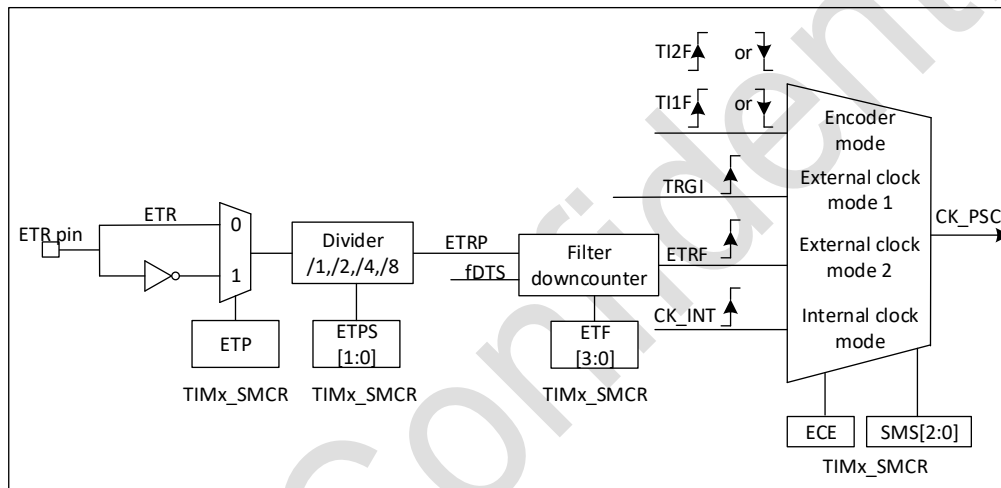 TI2F or
TI1F or
Encoder
mode
TRGI
External clock
mode 1
CK_PSC
ETR pin
ETR
0
1
Divider
/1,/2,/4,/8
ETRP
fDTS
Filter
downcounter
ETRF
External clock
mode 2
CK_INT
Internal clock
mode
ETP
ETPS
[1:0]
ETF
[3:0]
TIMx_SMCR
TIMx_SMCR
TIMx_SMCR
ECE
SMS[2:0]
TIMx_SMCR